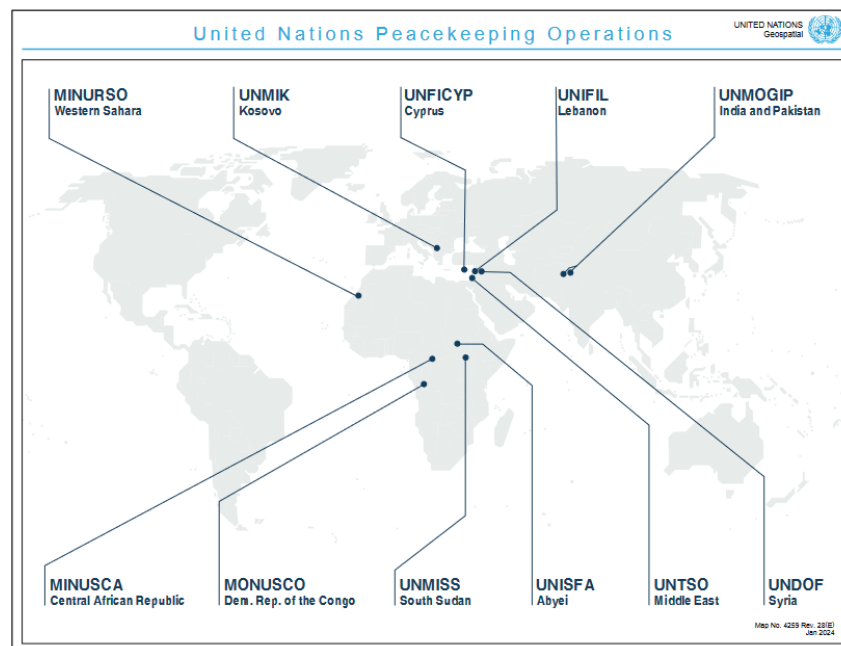 United Nations Peacekeeping Operations
UNITED NATIONS
Geospatial
MINURSO
Western Sahara
UNMIK
Kosovo
UNFICYP
Cyprus
UNIFIL
Lebanon
UNMOGIP
India and Pakistan
MINUSCA
Central African Republic
MONUSCO
Dem. Rep. of the Congo
UNMISS
South Sudan
UNISFA
Abyei
UNTSO
Middle East
UNDOF
Syria
Map No. 4259 Rev. 28(E)
Jan 2024